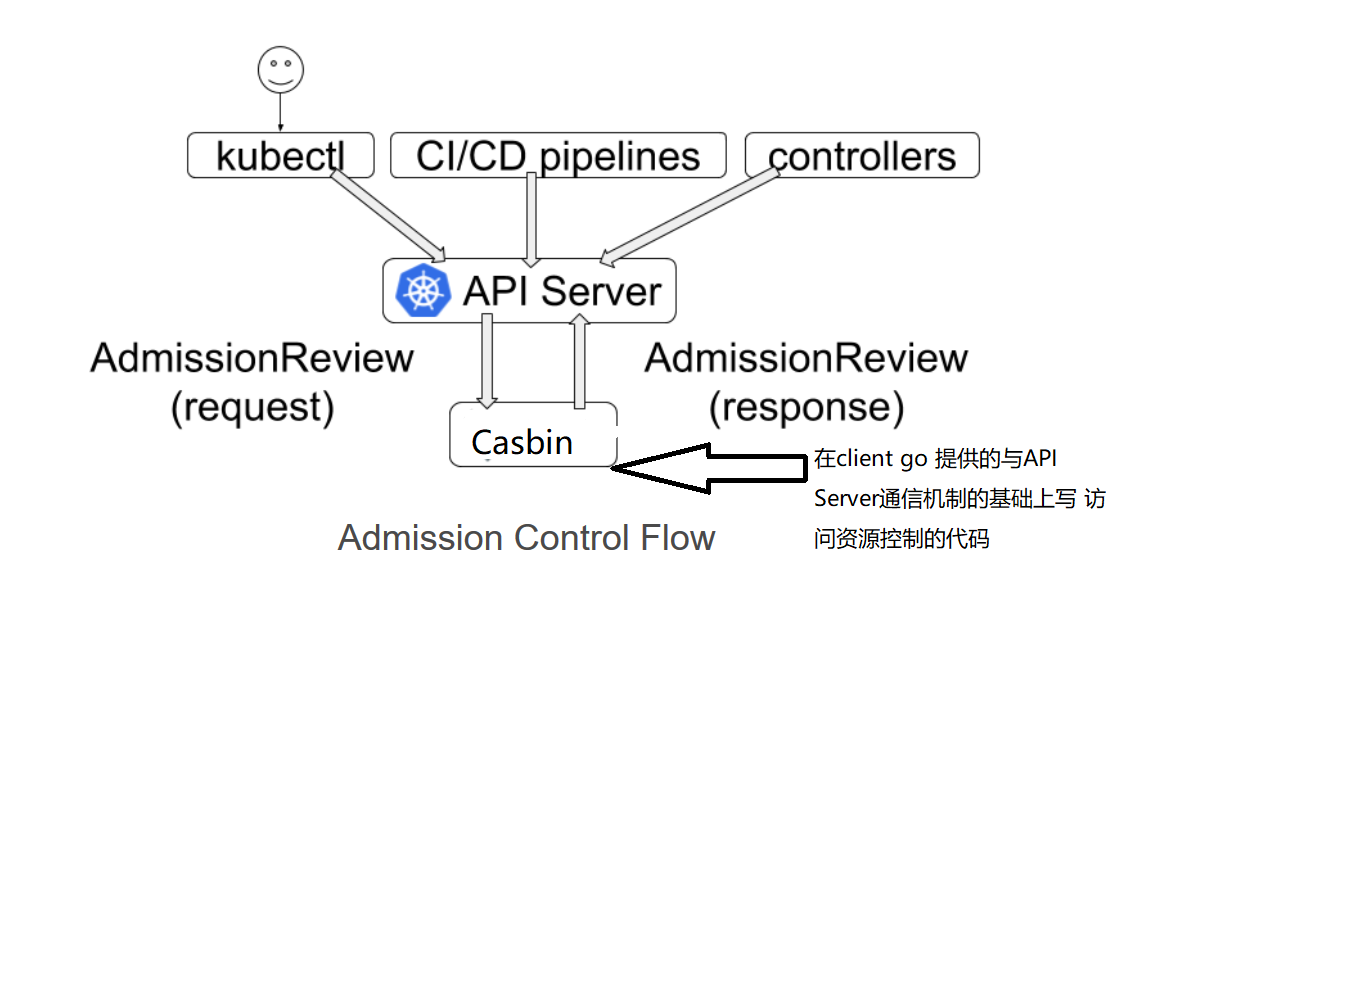 kubectl
CI/CD pipelines
controllers
API Server
AdmissionReview
(request)
AdmissionReview
(response)
Casbin
在client go 提供的与API
Server通信机制的基础上写 访
问资源控制的代码
Admission Control Flow